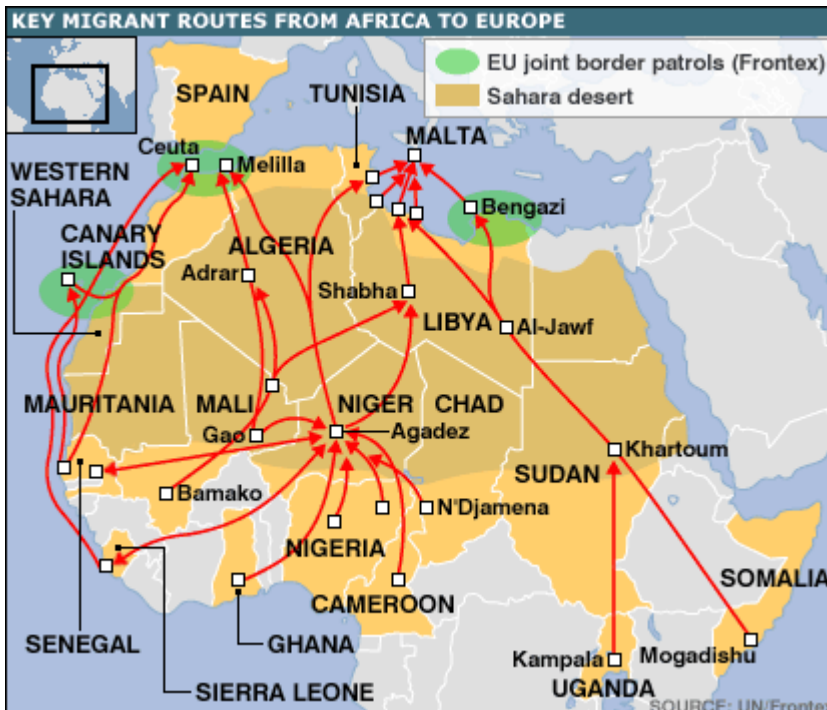 KEY MIGRANT ROUTES FROM AFRICA TO EUROPE
EU joint border patrols (Frontex)
Sahara desert
SPAIN
TUNISIA
MALTA
Ceuta
Melilla
WESTERN
SAHARA
Bengazi
CANARY
ISLANDS
ALGERIA
Adrar
Shabha
LIBYA
Al-Jawf
MAURITANIA
MALI
NIGER
CHAD
Gao
Agadez
Khartoum
SUDAN
Bamako
N'Djamena
NIGERIA
CAMEROON
SOMALIA
SENEGAL
GHANA
Kampala
Mogadishu
SIERRA LEONE
UGANDA
SOURCE: UN/Frontex